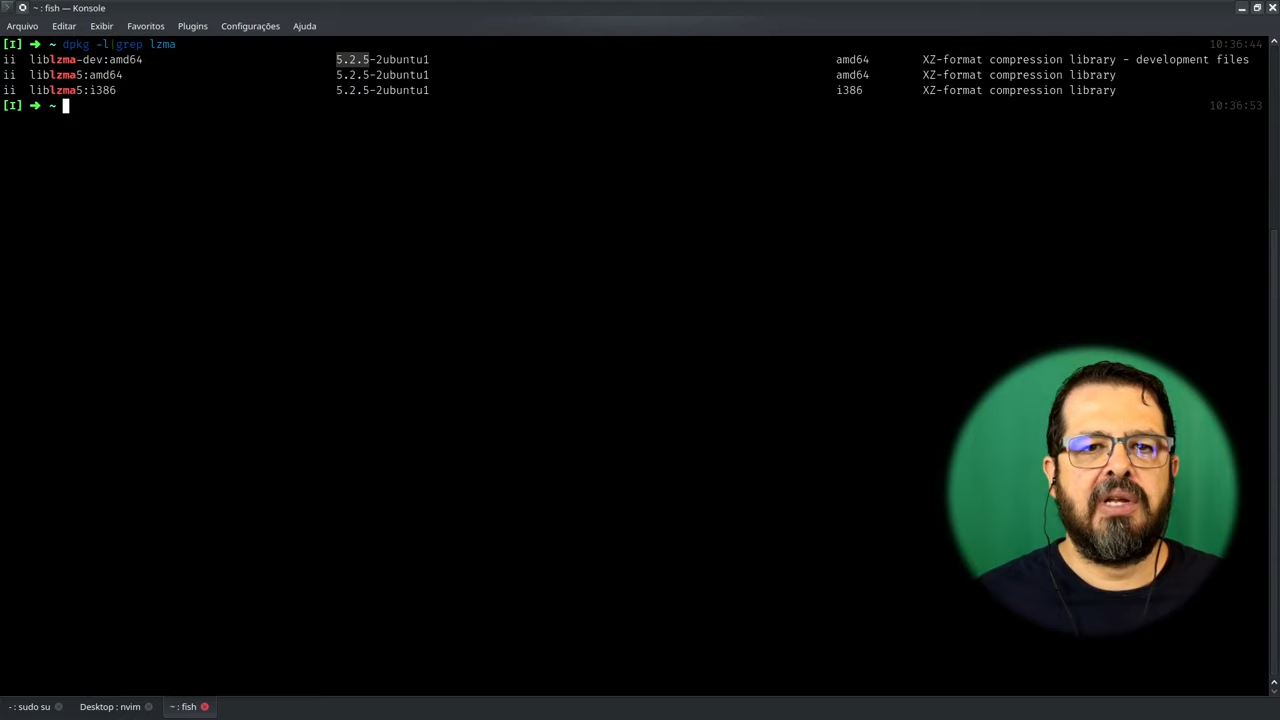 ~ : fish — Konsole
Arquivo Editar Exibir Favoritos Plugins Configurações Ajuda
[I] ➜ ~ dpkg -l|grep lzma 10:36:44
ii liblzma-dev:amd64 5.2.5-2ubuntu1 amd64 XZ-format compression library - development files
ii liblzma5:amd64 5.2.5-2ubuntu1 amd64 XZ-format compression library
ii liblzma5:i386 5.2.5-2ubuntu1 i386 XZ-format compression library
[I] ➜ ~ 10:36:53
- : sudo su Desktop : nvim ~ : fish